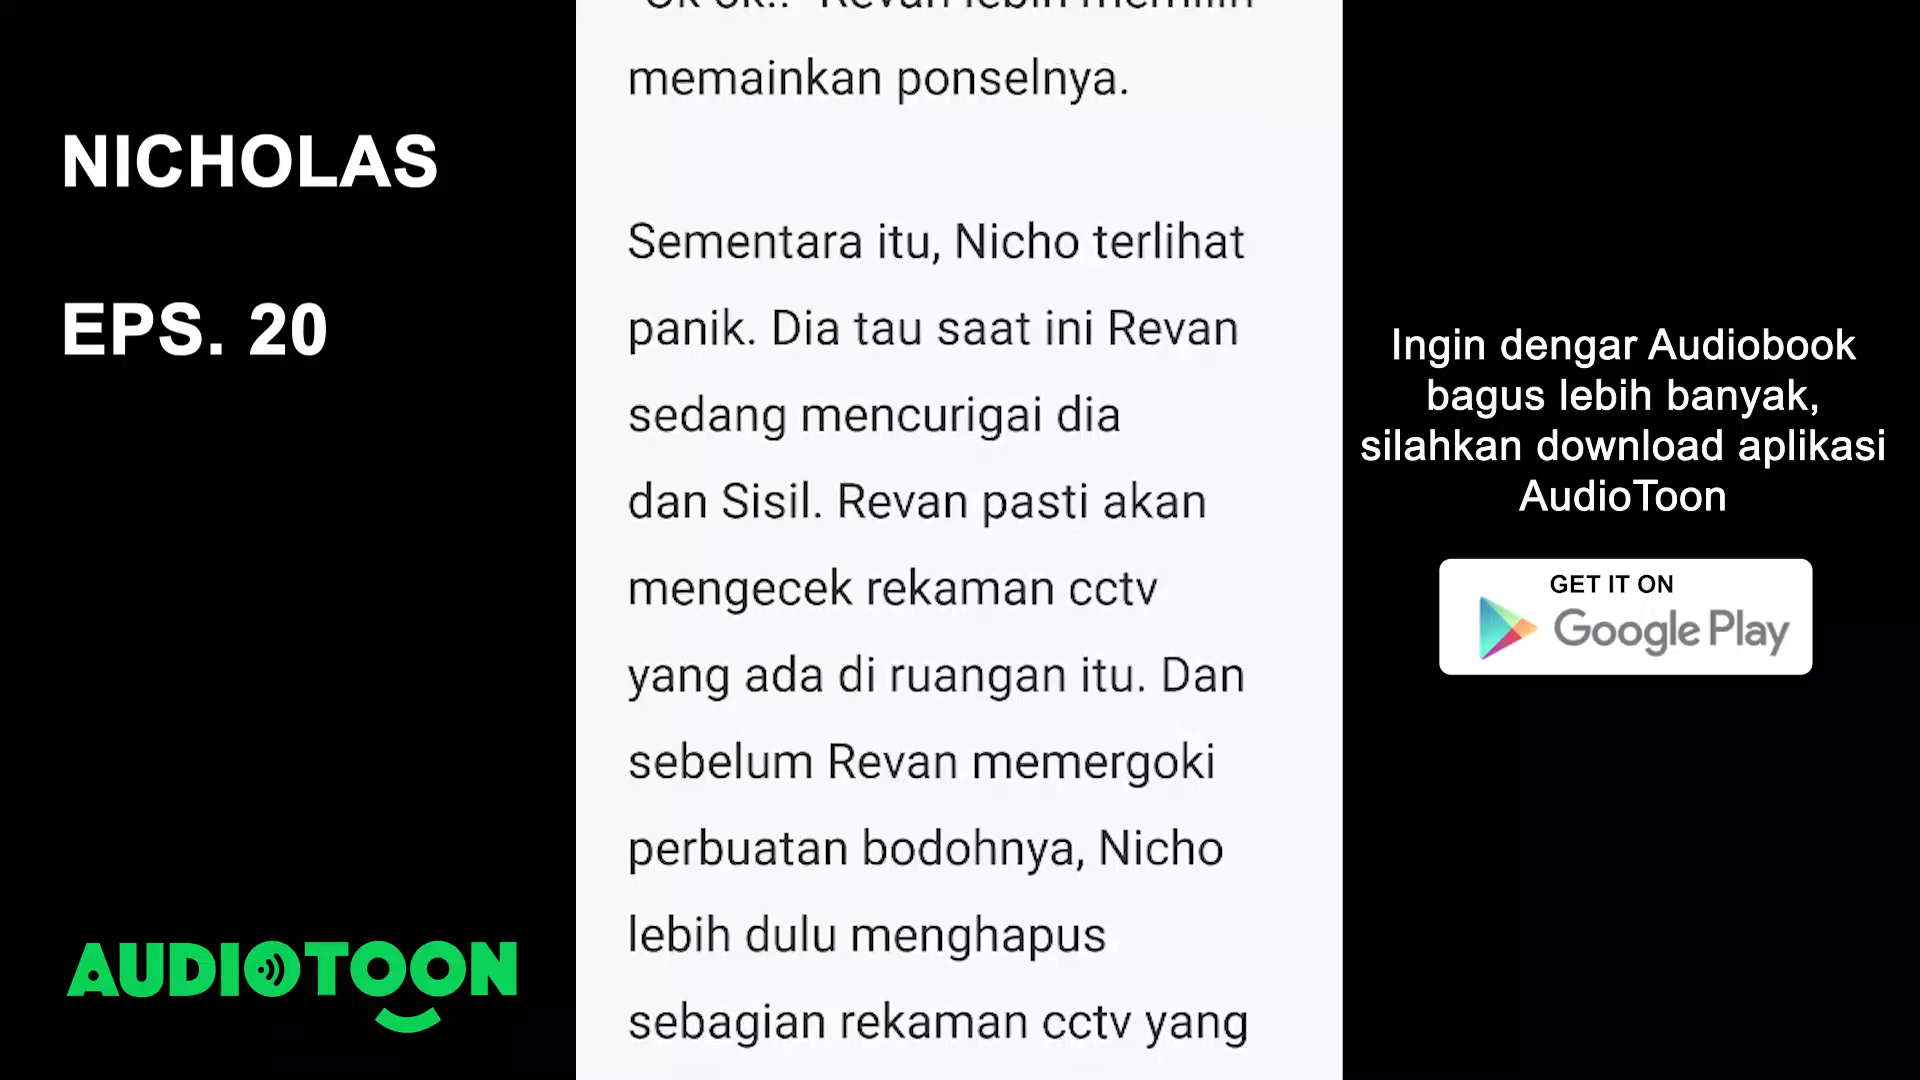 NICHOLAS
EPS. 20
AUDIOTOON
memainkan ponselnya.
Sementara itu, Nicho terlihat
panik. Dia tau saat ini Revan
sedang mencurigai dia
dan Sisil. Revan pasti akan
mengecek rekaman cctv
yang ada di ruangan itu. Dan
sebelum Revan memergoki
perbuatan bodohnya, Nicho
lebih dulu menghapus
sebagian rekaman cctv yang
Ingin dengar Audiobook
bagus lebih banyak,
silahkan download aplikasi
AudioToon
GET IT ON
Google Play